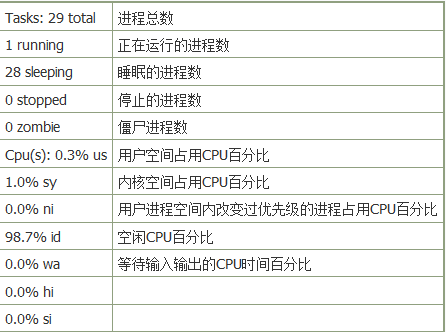 Tasks: 29 total 进程总数
1 running 正在运行的进程数
28 sleeping 睡眠的进程数
0 stopped 停止的进程数
0 zombie 僵尸进程数
Cpu(s): 0.3% us 用户空间占用CPU百分比
1.0% sy 内核空间占用CPU百分比
0.0% ni 用户进程空间内改变过优先级的进程占用CPU百分比
98.7% id 空闲CPU百分比
0.0% wa 等待输入输出的CPU时间百分比
0.0% hi
0.0% si